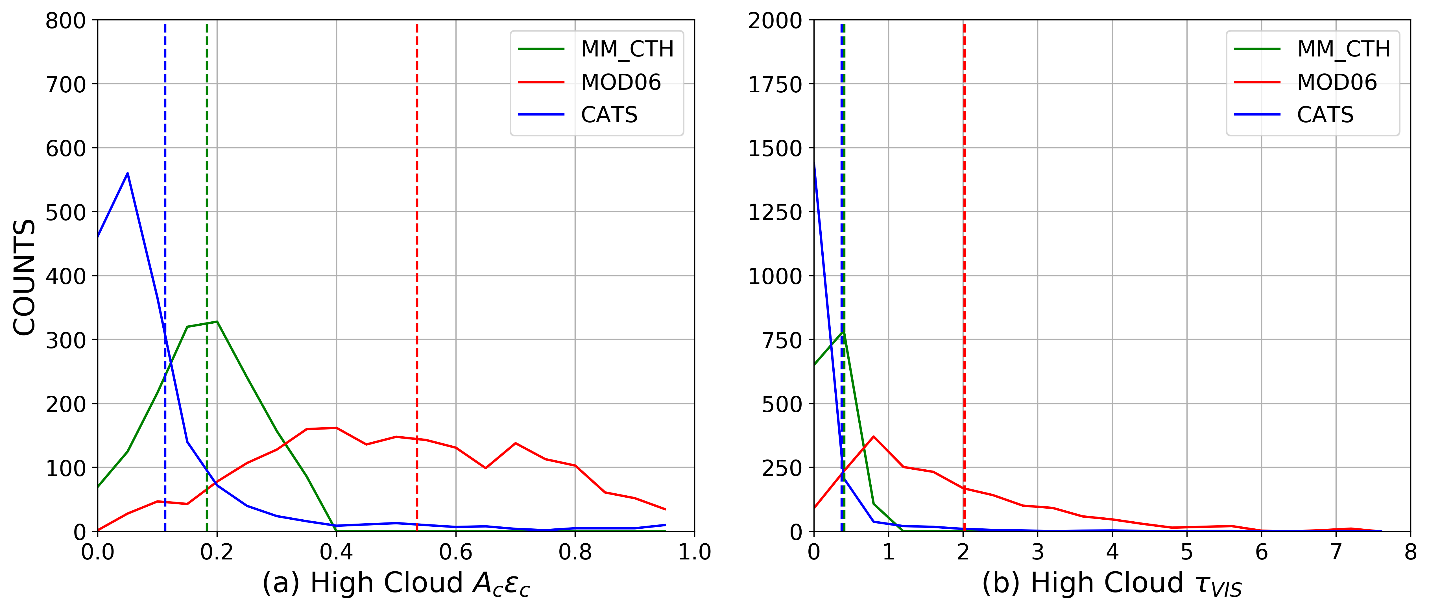 800
700
600
500
400
300
200
100
0
COUNTS
0.0 0.2 0.4 0.6 0.8 1.0
MM_CTH
MOD06
CATS
(a) High Cloud A_cε_c
2000
1750
1500
1250
1000
750
500
250
0
0 1 2 3 4 5 6 7 8
MM_CTH
MOD06
CATS
(b) High Cloud τ_VIS